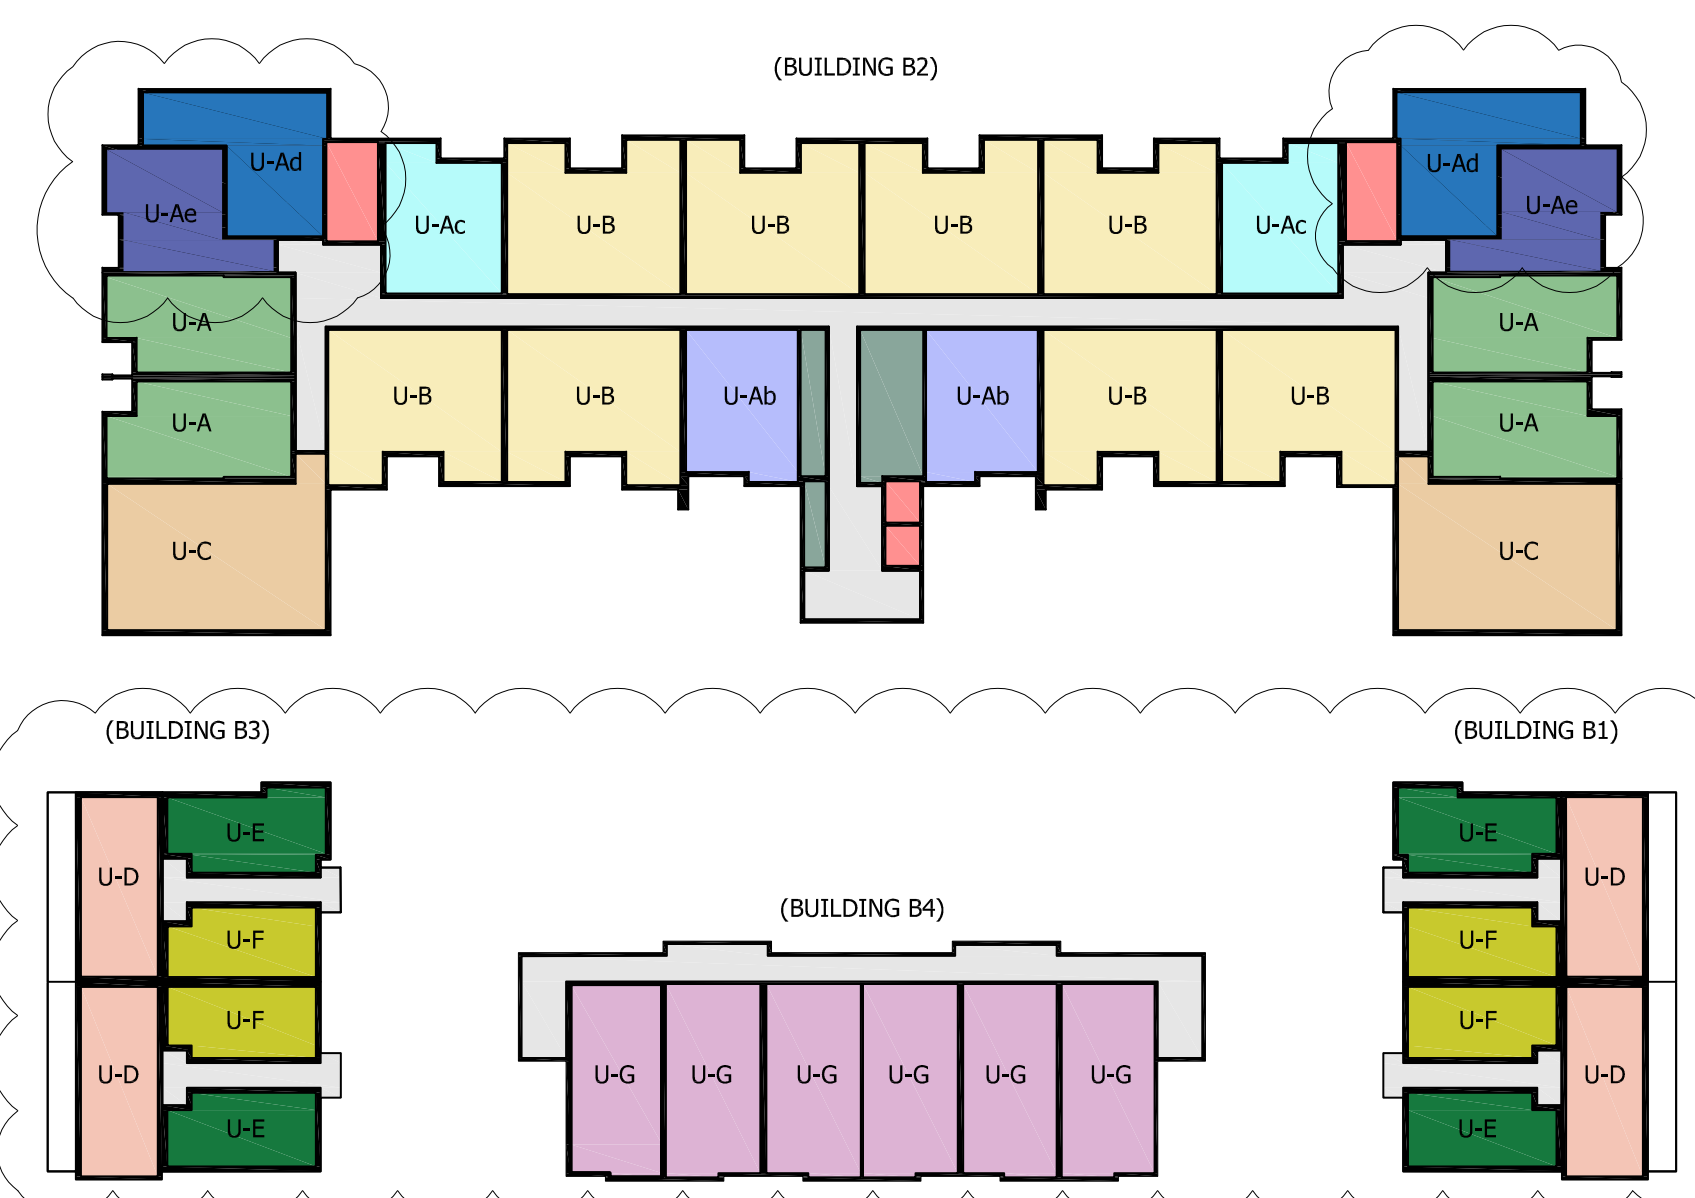 (BUILDING B2)
U-Ad
U-Ad
U-Ae
U-Ac
U-B
U-B
U-B
U-B
U-Ac
U-Ae
U-A
U-A
U-B
U-B
U-Ab
U-Ab
U-B
U-B
U-A
U-A
U-C
U-C
(BUILDING B3)
(BUILDING B1)
U-E
U-E
U-D
U-D
(BUILDING B4)
U-F
U-F
U-F
U-F
U-D
U-G
U-G
U-G
U-G
U-G
U-G
U-D
U-E
U-E